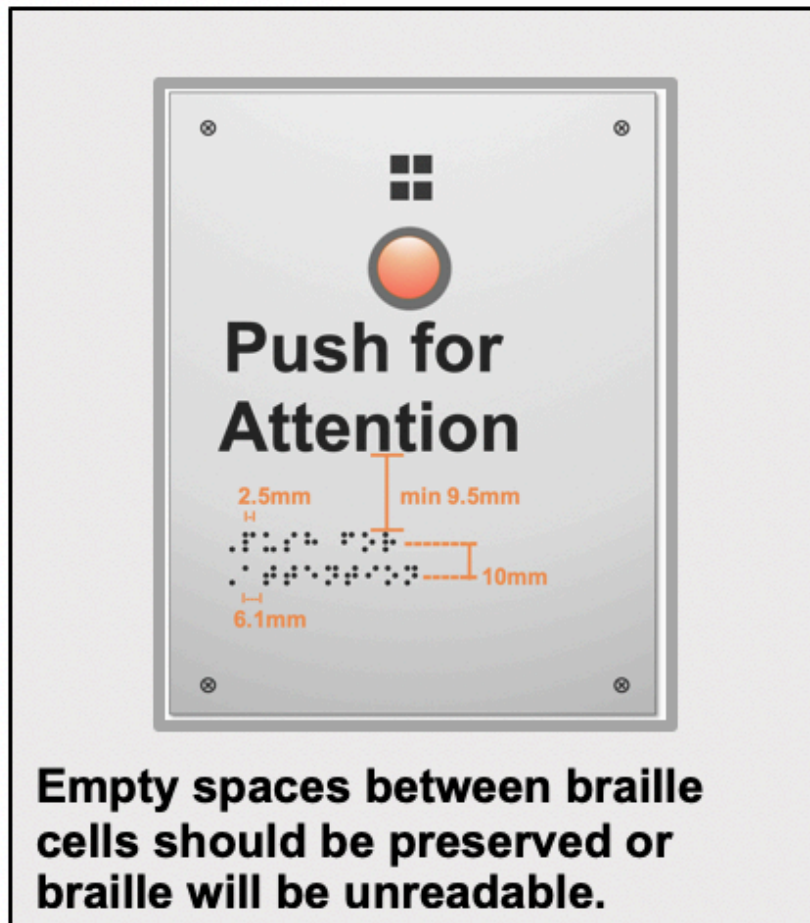 Push for
Attention
2.5mm
min 9.5mm
⠠⠏⠥⠎⠓ ⠋⠕⠗
⠠⠁⠞⠞⠑⠝⠞⠊⠕⠝
10mm
6.1mm
Empty spaces between braille
cells should be preserved or
braille will be unreadable.